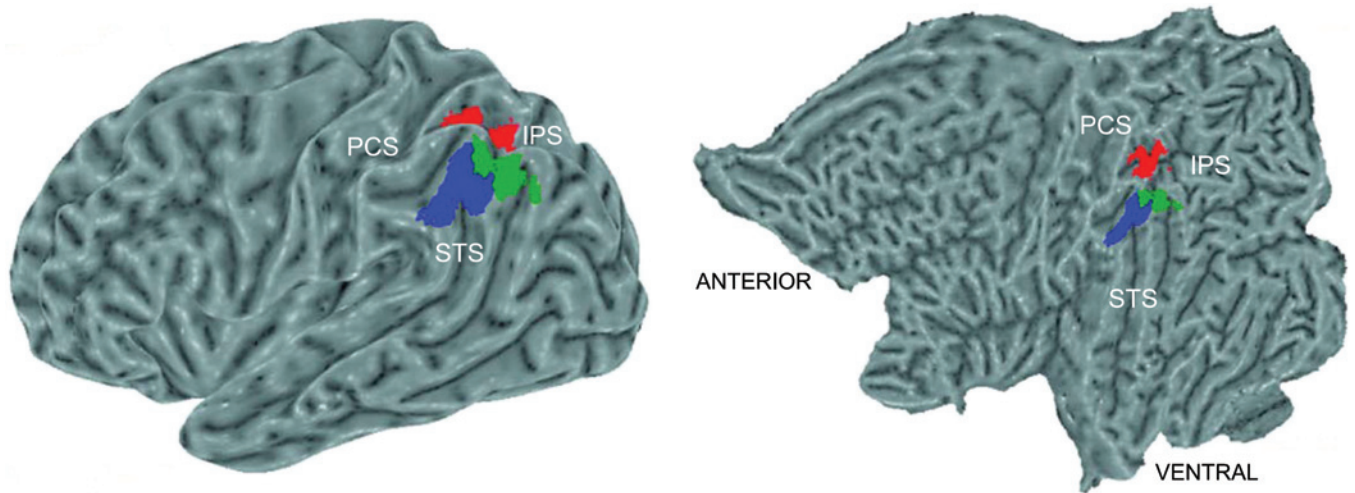 PCS
IPS
STS
PCS
IPS
ANTERIOR
STS
VENTRAL